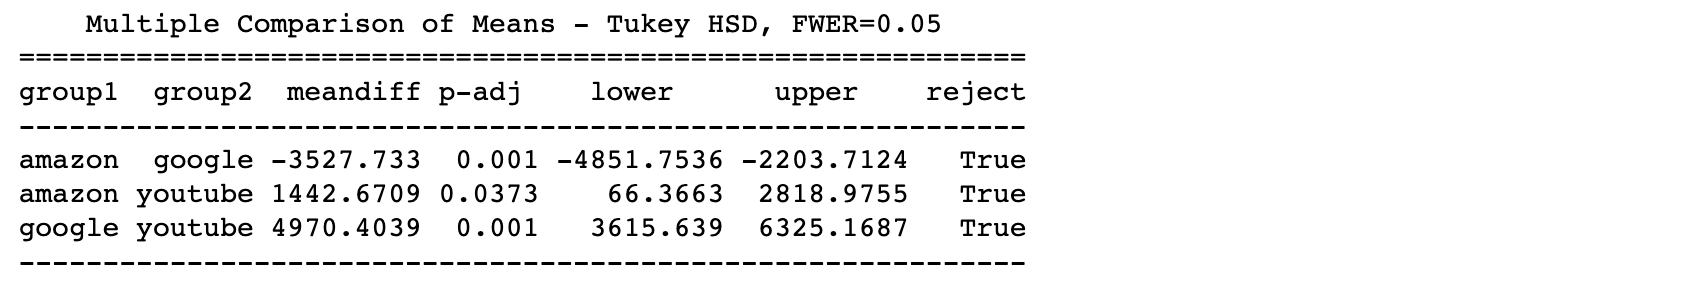 Multiple Comparison of Means - Tukey HSD, FWER=0.05
============================================================
group1 group2 meandiff p-adj lower upper reject
------------------------------------------------------------
amazon google -3527.733 0.001 -4851.7536 -2203.7124 True
amazon youtube 1442.6709 0.0373 66.3663 2818.9755 True
google youtube 4970.4039 0.001 3615.639 6325.1687 True
------------------------------------------------------------